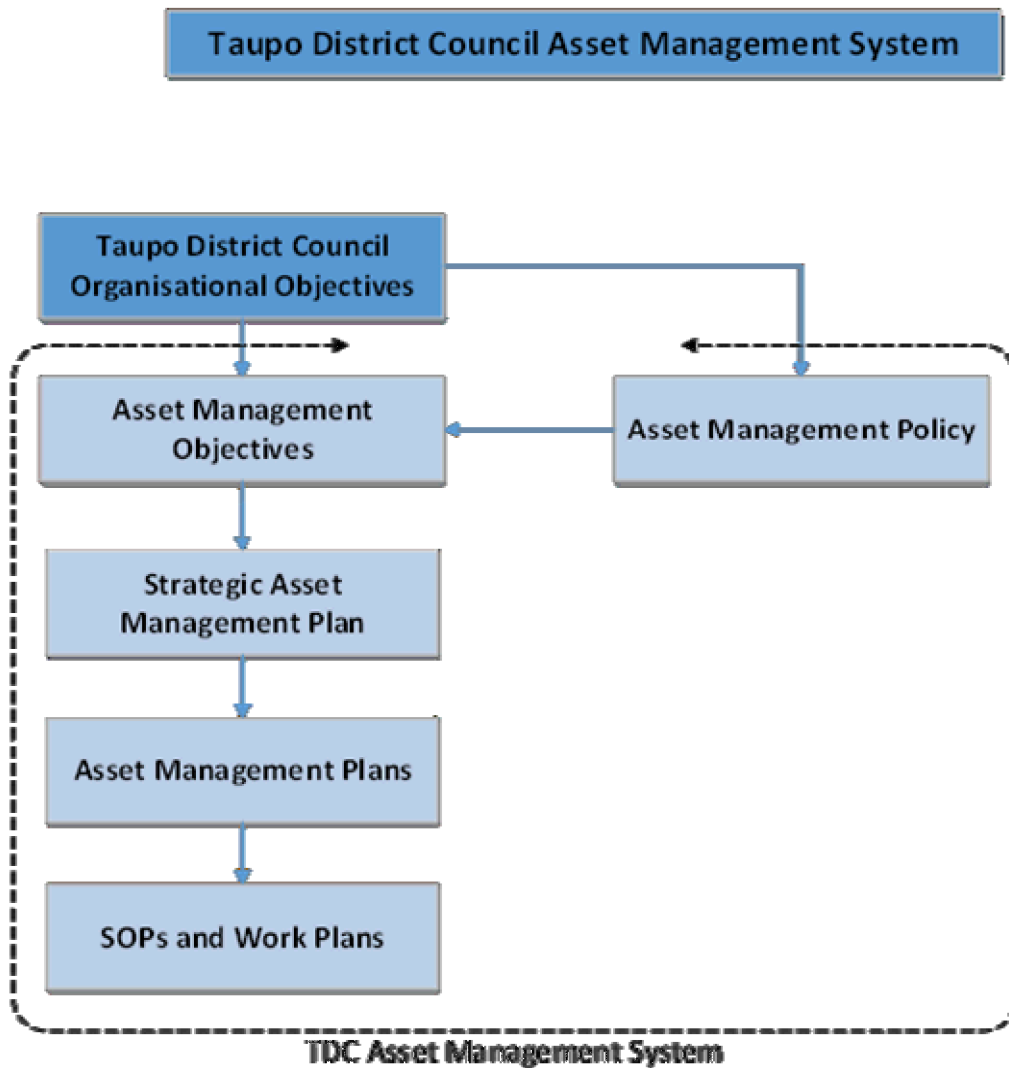 Taupo District Council Asset Management System
Taupo District Council
Organisational Objectives
Asset Management
Objectives
Asset Management Policy
Strategic Asset
Management Plan
Asset Management Plans
SOPs and Work Plans
TDC Asset Management System